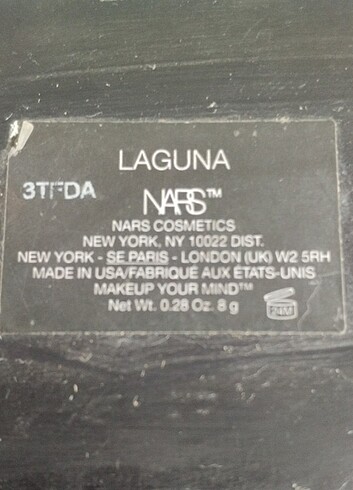 LAGUNA
3TFDA
NARS™
NARS COSMETICS
NEW YORK, NY 10022 DIST.
NEW YORK - SE PARIS - LONDON (UK) W2 5RH
MADE IN USA/FABRIQUÉ AUX ÉTATS-UNIS
MAKEUP YOUR MIND™
Net Wt. 0.28 Oz. 8 g
24M